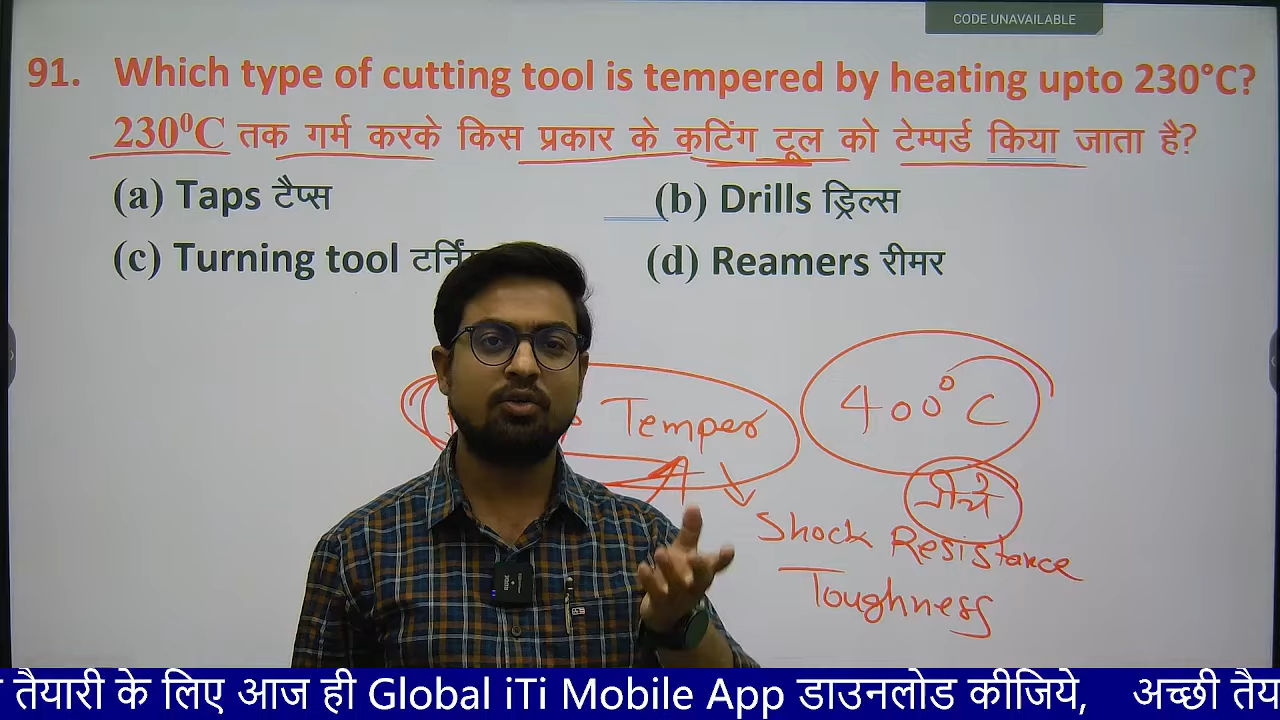 CODE UNAVAILABLE
91. Which type of cutting tool is tempered by heating upto 230°C?
230⁰C तक गर्म करके किस प्रकार के कटिंग टूल को टेम्पर्ड किया जाता है?
(a) Taps टैप्स (b) Drills ड्रिल्स
(c) Turning tool (d) Reamers रीमर
Temper 400°C
नीचे
Shock Resistance
Toughness
तैयारी के लिए आज ही Global iTi Mobile App डाउनलोड कीजिये, अच्छी